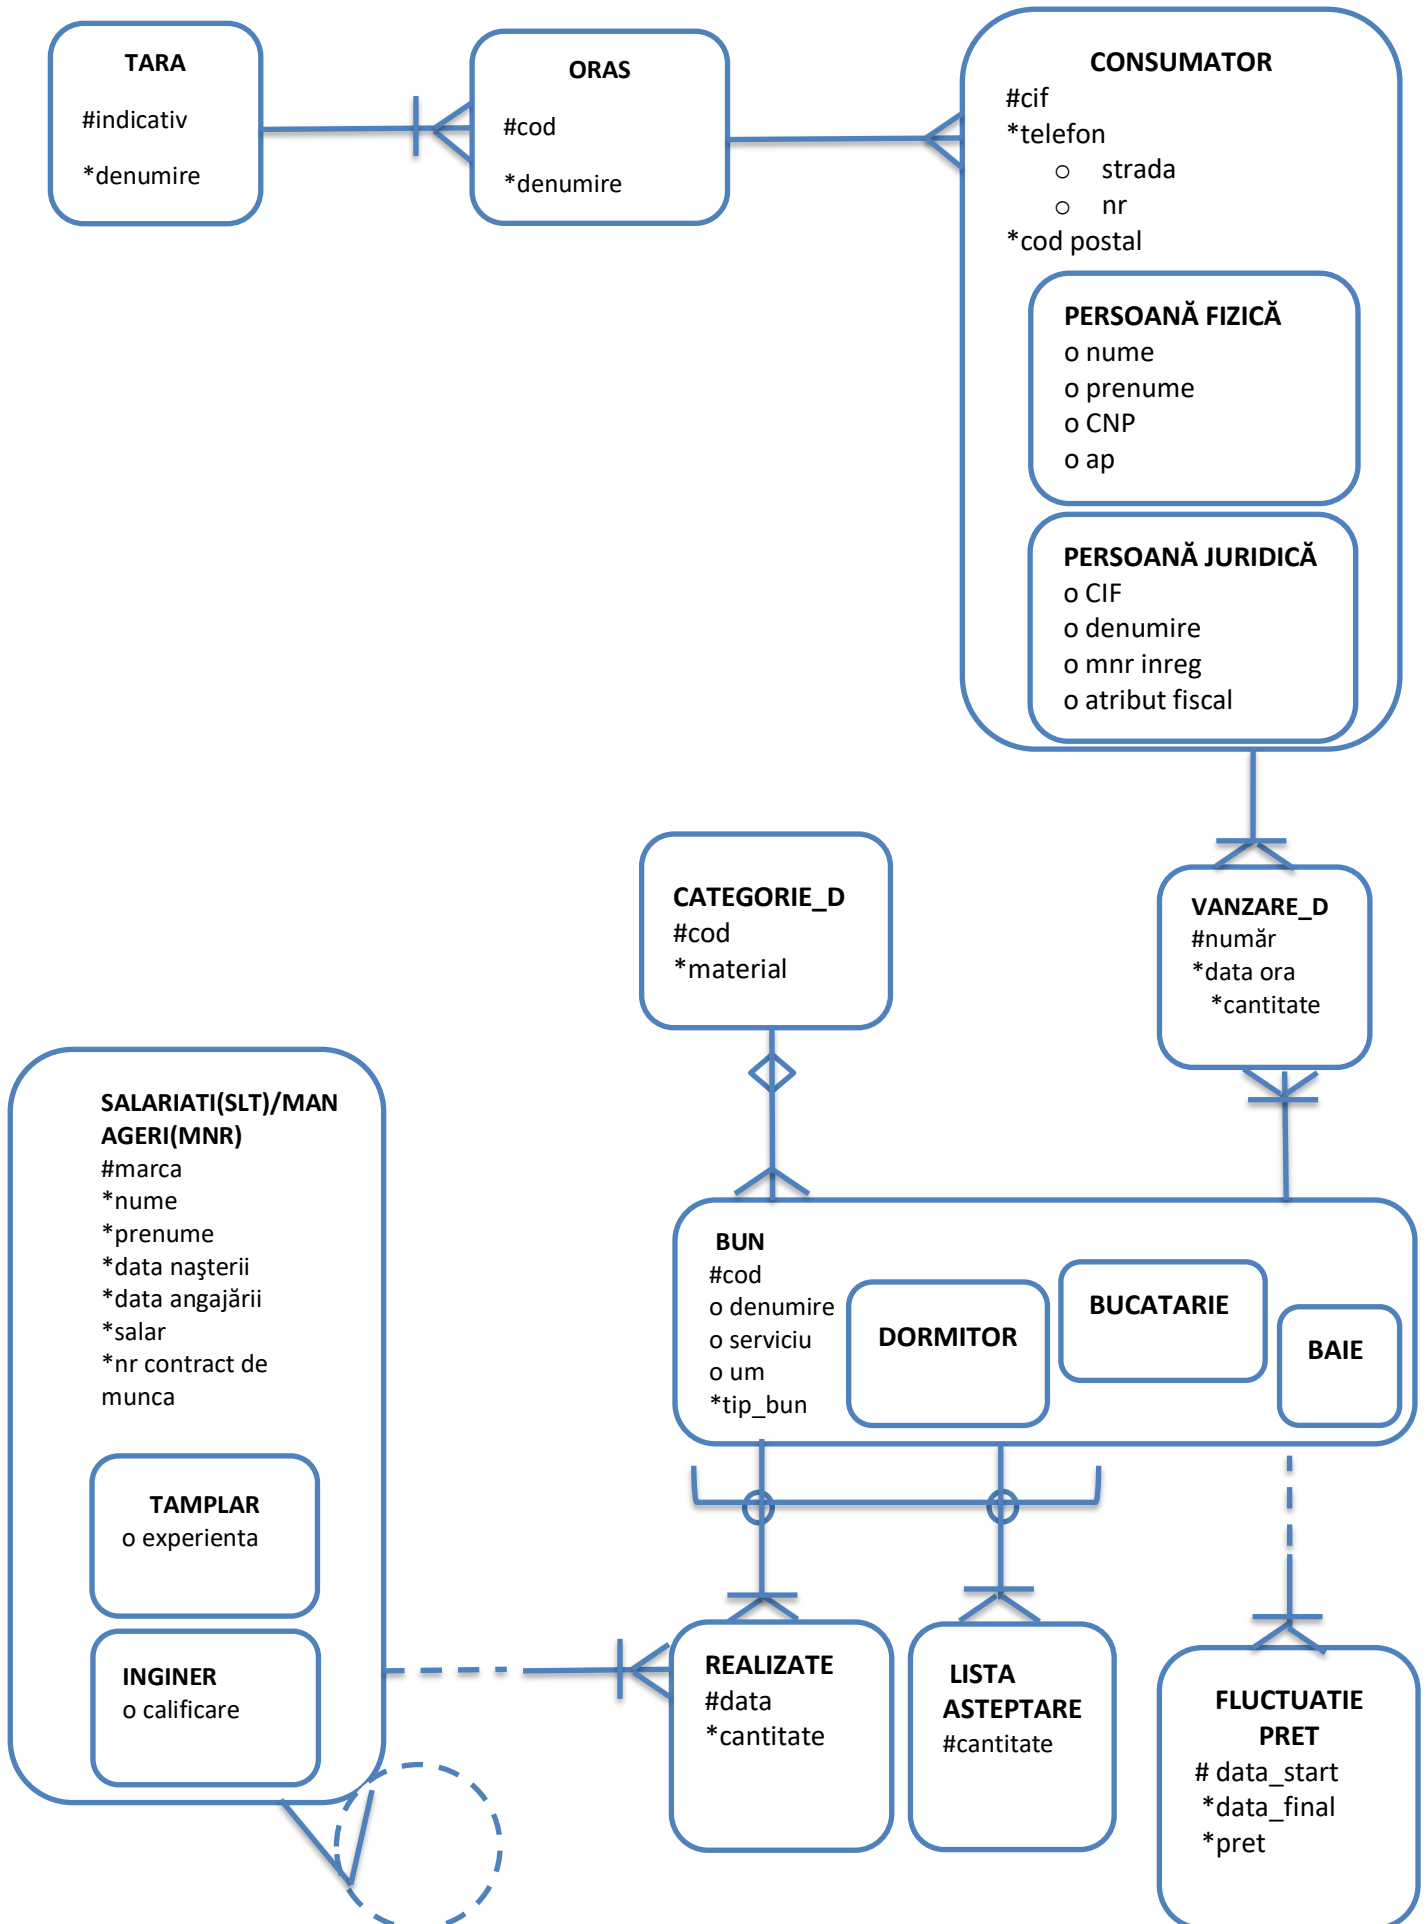 TARA
#indicativ
*denumire
ORAS
#cod
*denumire
CONSUMATOR
#cif
*telefon
o strada
o nr
*cod postal
PERSOANĂ FIZICĂ
o nume
o prenume
o CNP
o ap
PERSOANĂ JURIDICĂ
o CIF
o denumire
o mnr inreg
o atribut fiscal
CATEGORIE_D
#cod
*material
VANZARE_D
#număr
*data ora
*cantitate
SALARIATI(SLT)/MAN
AGERI(MNR)
#marca
*nume
*prenume
*data naşterii
*data angajării
*salar
*nr contract de
munca
TAMPLAR
o experienta
INGINER
o calificare
BUN
#cod
o denumire
o serviciu
o um
*tip_bun
DORMITOR
BUCATARIE
BAIE
REALIZATE
#data
*cantitate
LISTA
ASTEPTARE
#cantitate
FLUCTUATIE
PRET
# data_start
*data_final
*pret